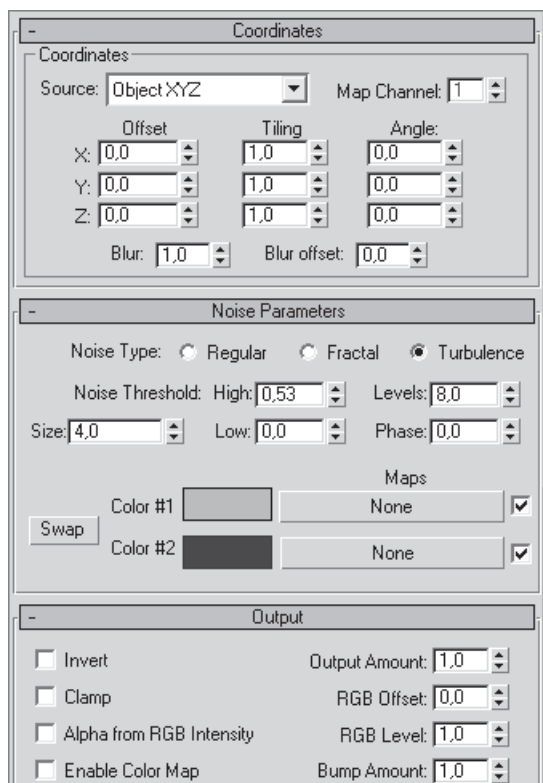 - Coordinates
Coordinates
Source: Object XYZ Map Channel: 1
Offset Tiling Angle:
X: 0,0 1,0 0,0
Y: 0,0 1,0 0,0
Z: 0,0 1,0 0,0
Blur: 1,0 Blur offset: 0,0
- Noise Parameters
Noise Type: Regular Fractal Turbulence
Noise Threshold: High: 0,53 Levels: 8,0
Size: 4,0 Low: 0,0 Phase: 0,0
Maps
Color #1 None
Swap
Color #2 None
- Output
Invert Output Amount: 1,0
Clamp RGB Offset: 0,0
Alpha from RGB Intensity RGB Level: 1,0
Enable Color Map Bump Amount: 1,0